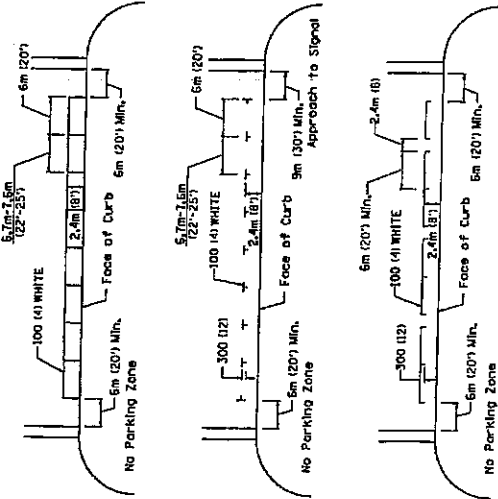 6.7m-7.6m
(22'-25')
6m (20')
100 (4) WHITE
2.4m (8')
Face of Curb
6m (20') Min.
6m (20') Min.
No Parking Zone
6.7m-7.6m
(22'-25')
6m (20')
100 (4) WHITE
300 (12)
2.4m (8')
Face of Curb
9m (30') Min.
Approach to Signal
6m (20') Min.
No Parking Zone
6m (20') Min.
2.4m (8)
100 (4) WHITE
300 (12)
2.4m (8')
Face of Curb
6m (20') Min.
6m (20') Min.
No Parking Zone